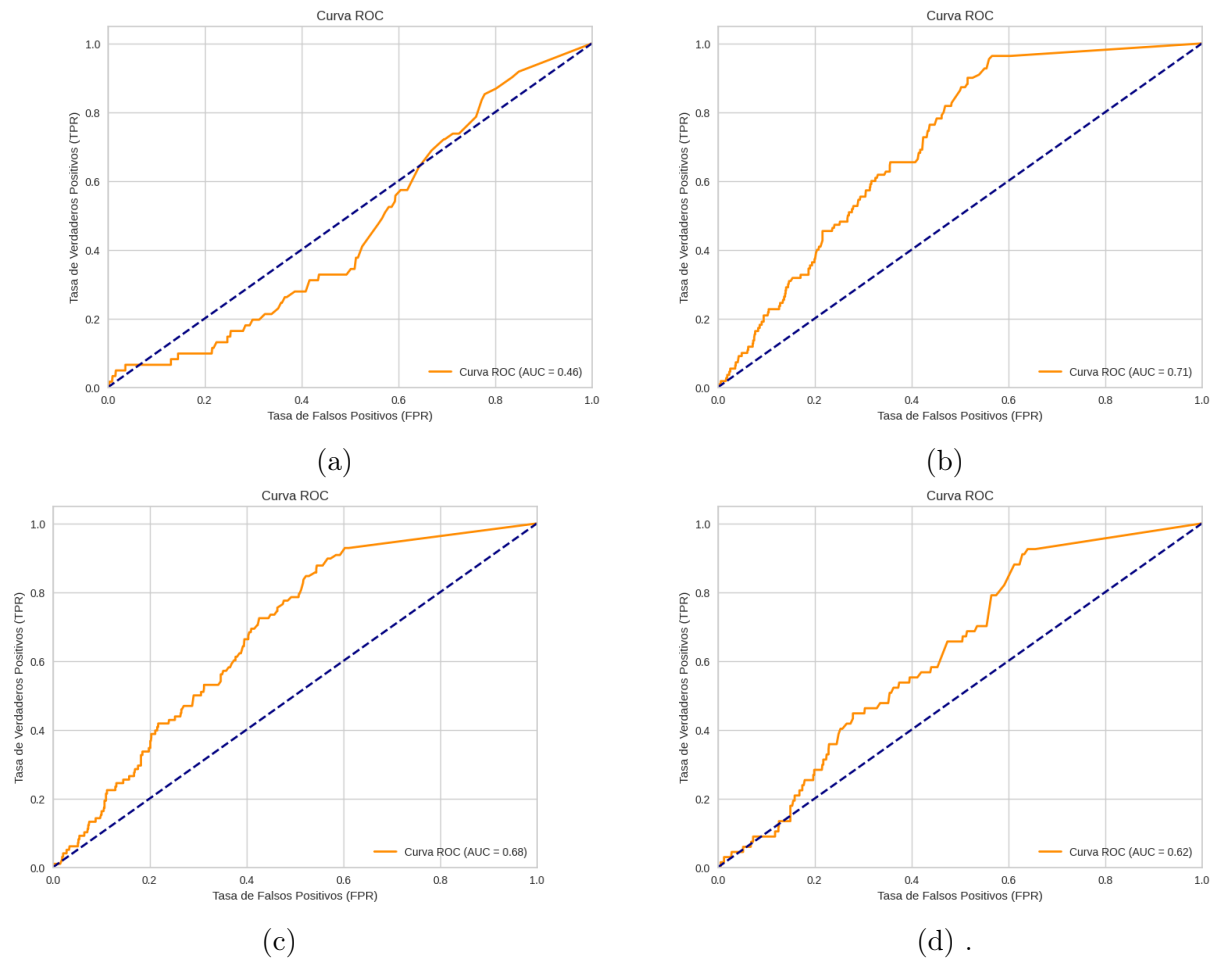 Curva ROC
1.0
0.8
0.6
0.4
0.2
0.0
Tasa de Verdaderos Positivos (TPR)
Curva ROC (AUC = 0.46)
0.0 0.2 0.4 0.6 0.8 1.0
Tasa de Falsos Positivos (FPR)
(a)
Curva ROC
1.0
0.8
0.6
0.4
0.2
0.0
Tasa de Verdaderos Positivos (TPR)
Curva ROC (AUC = 0.71)
0.0 0.2 0.4 0.6 0.8 1.0
Tasa de Falsos Positivos (FPR)
(b)
Curva ROC
1.0
0.8
0.6
0.4
0.2
0.0
Tasa de Verdaderos Positivos (TPR)
Curva ROC (AUC = 0.68)
0.0 0.2 0.4 0.6 0.8 1.0
Tasa de Falsos Positivos (FPR)
(c)
Curva ROC
1.0
0.8
0.6
0.4
0.2
0.0
Tasa de Verdaderos Positivos (TPR)
Curva ROC (AUC = 0.62)
0.0 0.2 0.4 0.6 0.8 1.0
Tasa de Falsos Positivos (FPR)
(d) .